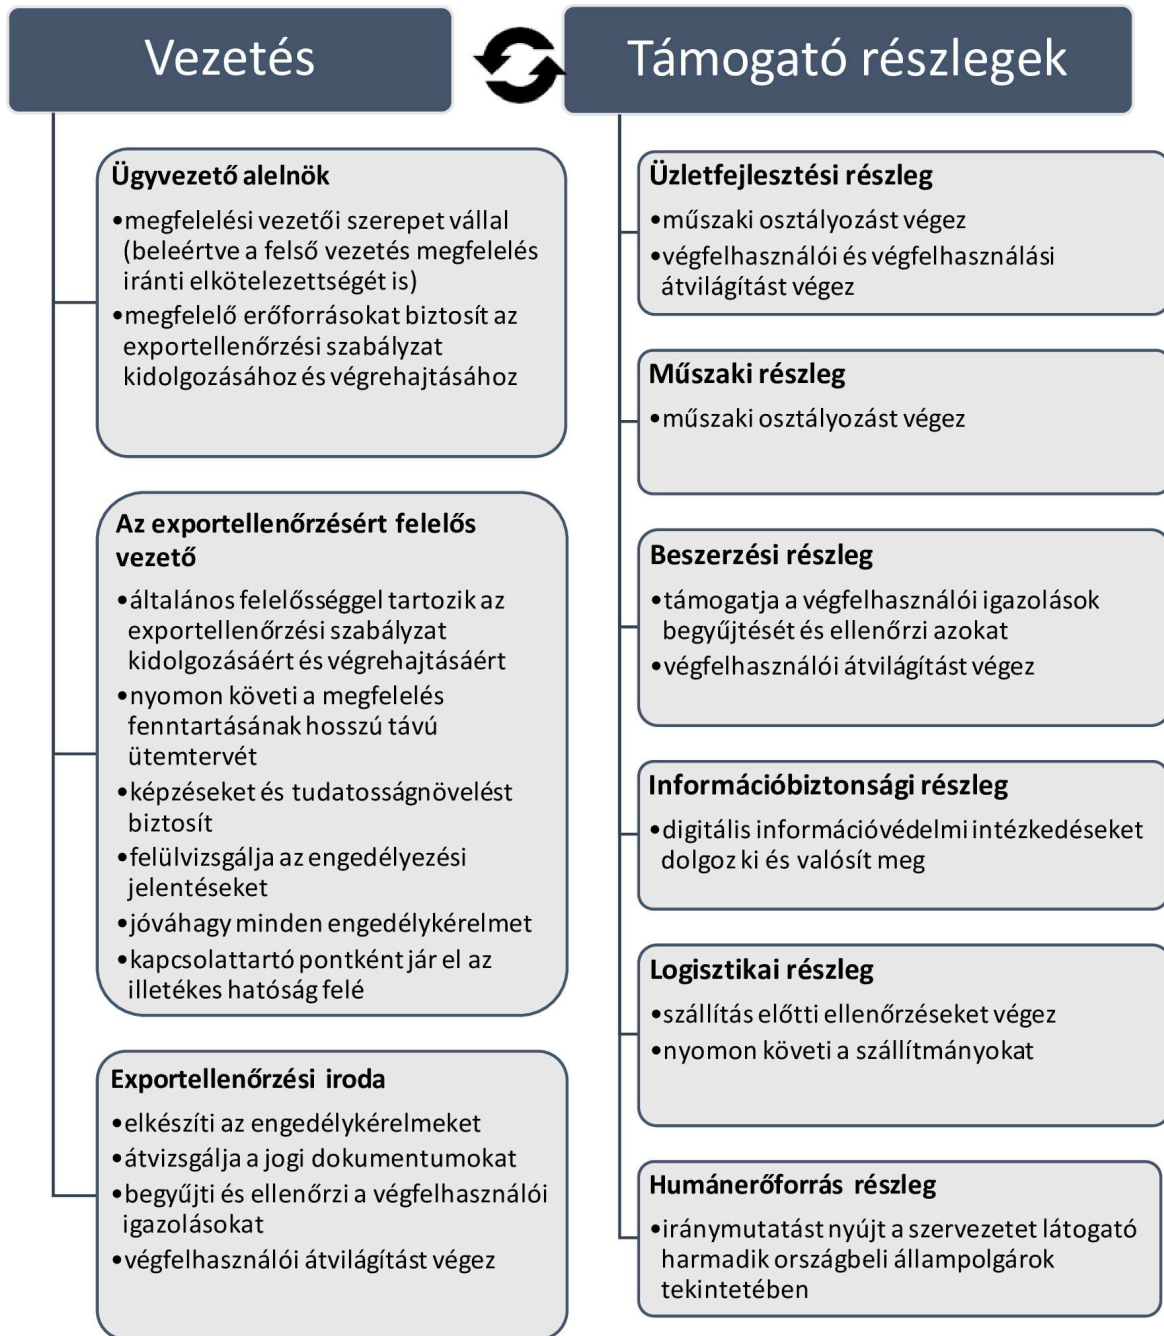 Vezetés
Ügyvezető alelnök
•megfelelési vezetői szerepet vállal
(beleértve a felső vezetés megfelelés
iránti elkötelezettségét is)
•megfelelő erőforrásokat biztosít az
exportellenőrzési szabályzat
kidolgozásához és végrehajtásához
Az exportellenőrzésért felelős
vezető
•általános felelősséggel tartozik az
exportellenőrzési szabályzat
kidolgozásáért és végrehajtásáért
•nyomon követi a megfelelés
fenntartásának hosszú távú
ütemtervét
•képzéseket és tudatosságnövelést
biztosít
•felülvizsgálja az engedélyezési
jelentéseket
•jóváhagy minden engedélykérelmet
•kapcsolattartó pontként jár el az
illetékes hatóság felé
Exportellenőrzési iroda
•elkészíti az engedélykérelmeket
•átvizsgálja a jogi dokumentumokat
•begyűjti és ellenőrzi a végfelhasználói
igazolásokat
•végfelhasználói átvilágítást végez
Támogató részlegek
Üzletfejlesztési részleg
•műszaki osztályozást végez
•végfelhasználói és végfelhasználási
átvilágítást végez
Műszaki részleg
•műszaki osztályozást végez
Beszerzési részleg
•támogatja a végfelhasználói igazolások
begyűjtését és ellenőrzi azokat
•végfelhasználói átvilágítást végez
Információbiztonsági részleg
•digitális információvédelmi intézkedéseket
dolgoz ki és valósít meg
Logisztikai részleg
•szállítás előtti ellenőrzéseket végez
•nyomon követi a szállítmányokat
Humánerőforrás részleg
•iránymutatást nyújt a szervezetet látogató
harmadik országbeli állampolgárok
tekintetében